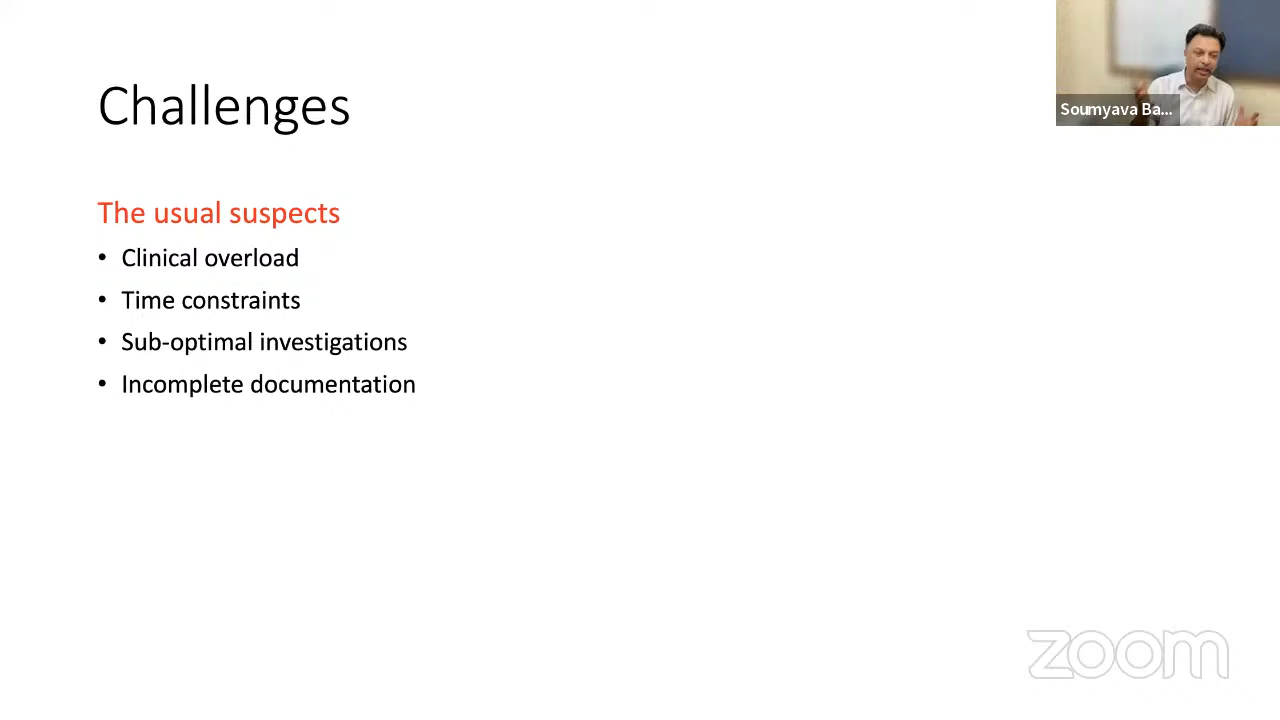 Challenges
Soumyava Ba...
The usual suspects
• Clinical overload
• Time constraints
• Sub-optimal investigations
• Incomplete documentation
zoom